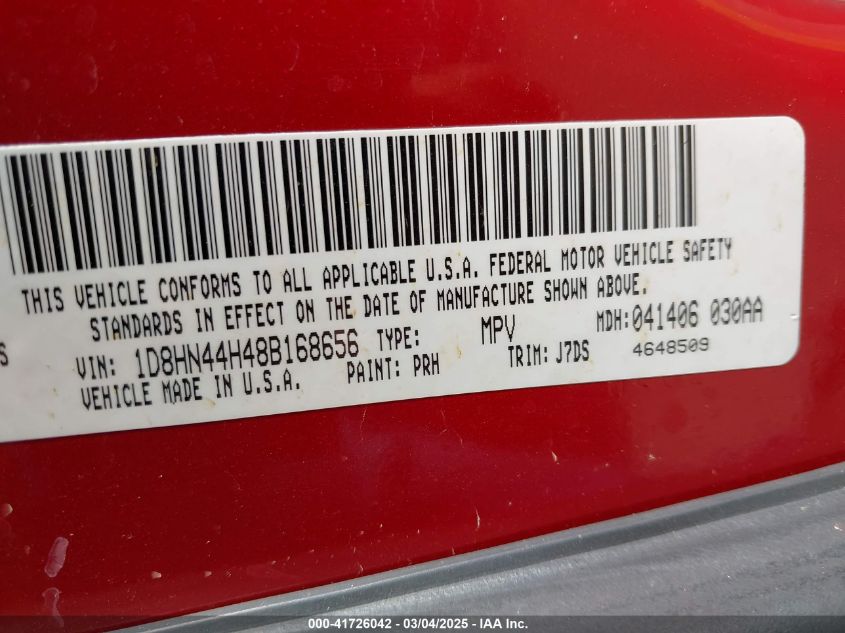 THIS VEHICLE CONFORMS TO ALL APPLICABLE U.S.A. FEDERAL MOTOR VEHICLE SAFETY
STANDARDS IN EFFECT ON THE DATE OF MANUFACTURE SHOWN ABOVE.
S VIN: 1D8HN44H48B168656 TYPE: MPV MDH:041406 030AA
VEHICLE MADE IN U.S.A. PAINT: PRH TRIM: J7DS 4648509
000-41726042 — 03/04/2025 — IAA Inc.